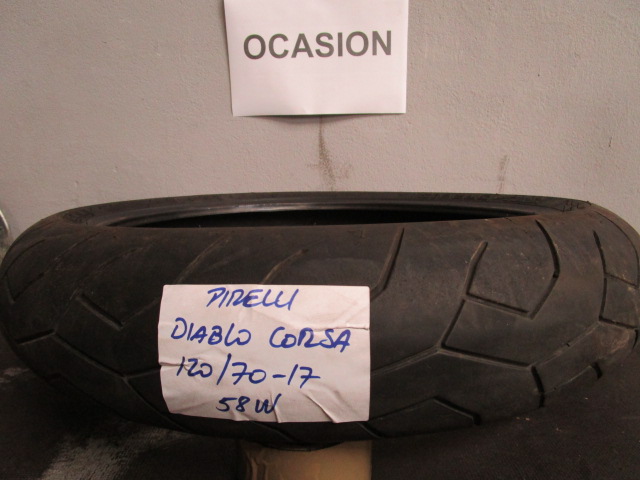 OCASION
PIRELLI
DIABLO CORSA
120/70-17
58W